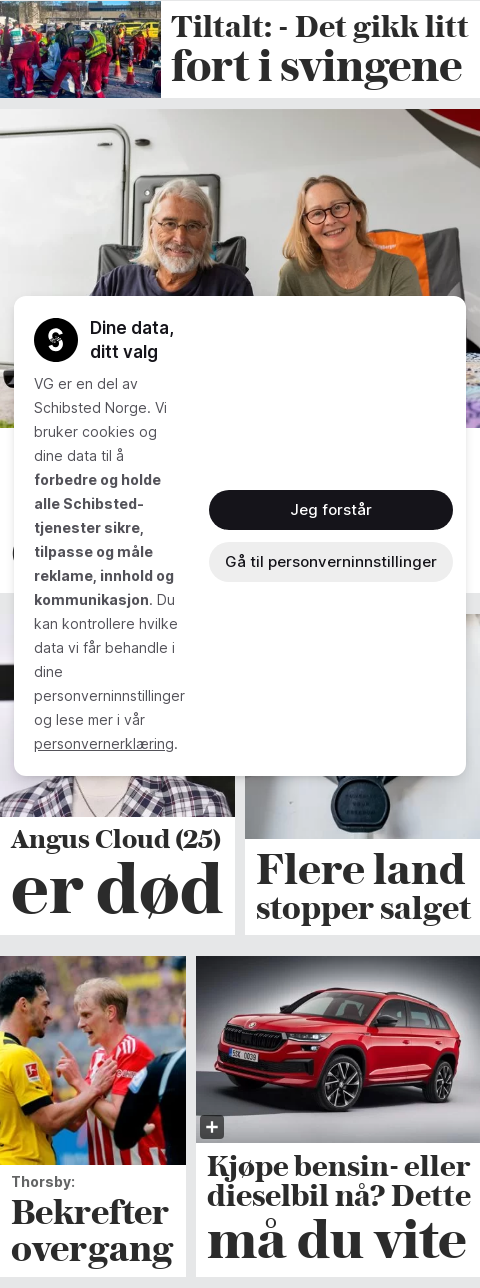 Tiltalt: - Det gikk litt
fort i svingene
Dine data,
ditt valg
VG er en del av
Schibsted Norge. Vi
bruker cookies og
dine data til å
forbedre og holde
alle Schibsted-
tjenester sikre,
tilpasse og måle
reklame, innhold og
kommunikasjon. Du
kan kontrollere hvilke
data vi får behandle i
dine
personverninnstillinger
og lese mer i vår
personvernerklæring.
Jeg forstår
Gå til personverninnstillinger
Angus Cloud (25)
er død
Flere land
stopper salget
Thorsby:
Bekrefter
overgang
Kjøpe bensin- eller
dieselbil nå? Dette
må du vite